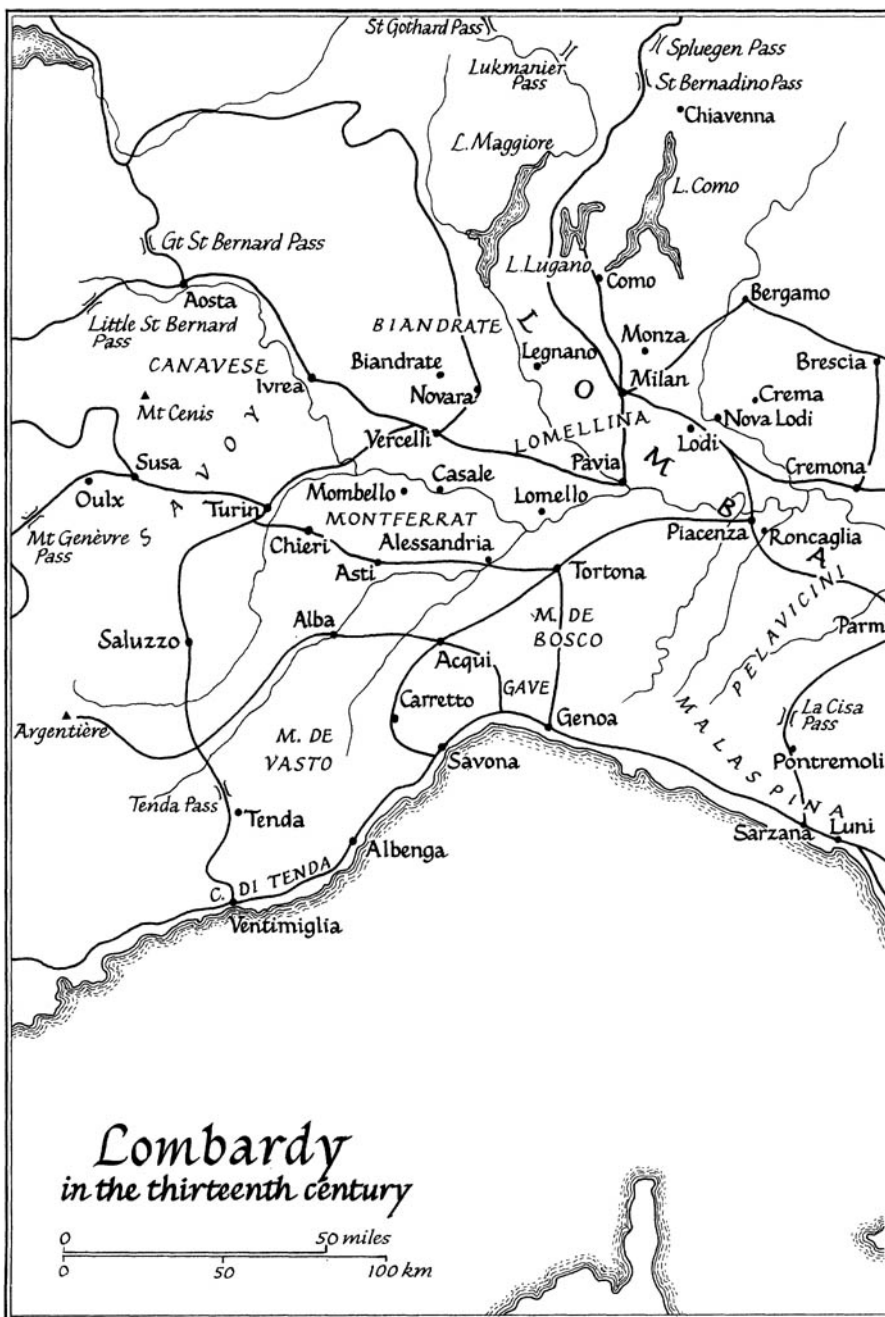 St Gothard Pass
Spluegen Pass
Lukmanier
Pass
St Bernadino Pass
Chiavenna
L. Maggiore
L. Como
Gt St Bernard Pass
L. Lugano
Como
Aosta
Bergamo
Little St Bernard
Pass
BIANDRATE
Monza
CANAVESE
Biandrate
Legnano
Brescia
Ivrea
Novara
Milan
Mt Cenis
Crema
Nova Lodi
Vercelli
LOMELLINA
Lodi
SAVOY
LOMBA
Susa
Pavia
Cremona
Oulx
Casale
Mombello
Lomello
Turin
MONTFERRAT
Piacenza
Roncaglia
Mt Genèvre
Pass
Chieri
Alessandria
Asti
Tortona
PELAVICINI
Alba
M. DE
BOSCO
Parm
Saluzzo
Acqui
GAVE
MALASPINA
Carretto
La Cisa
Pass
Argentière
M. DE
VASTO
Genoa
Savona
Pontremoli
Tenda Pass
Tenda
Sarzana
Luni
Albenga
C. DI TENDA
Ventimiglia
Lombardy
in the thirteenth century
0 50 miles
0 50 100 km